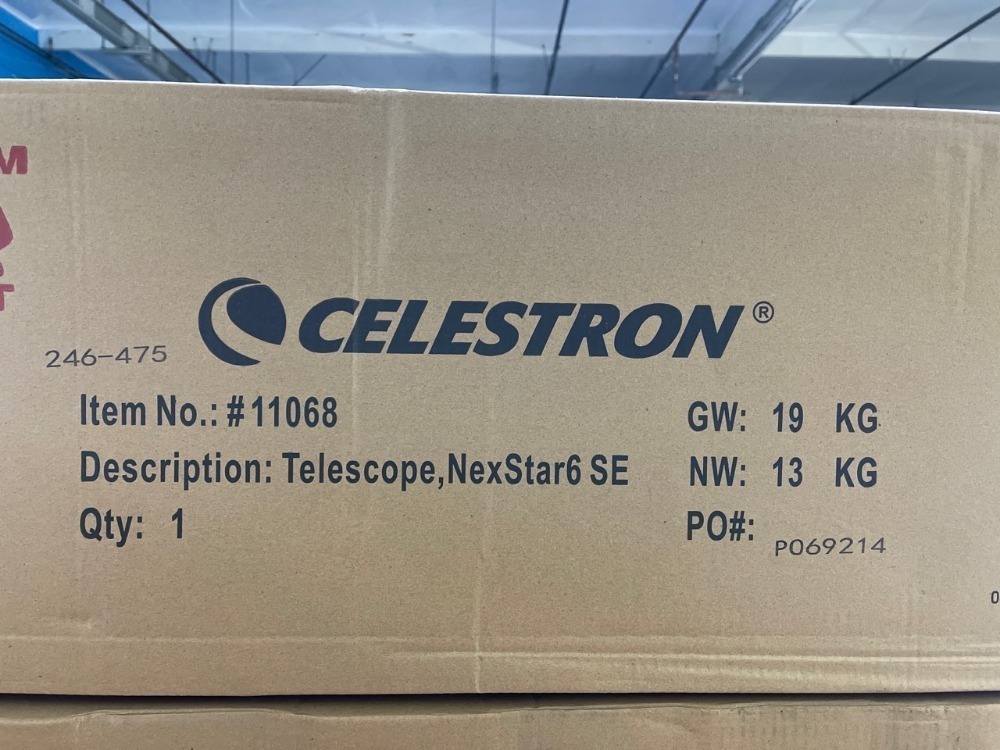 CELESTRON®
246-475
Item No.: #11068
GW: 19 KG
Description: Telescope,NexStar6 SE
NW: 13 KG
Qty: 1
PO#:
PO69214